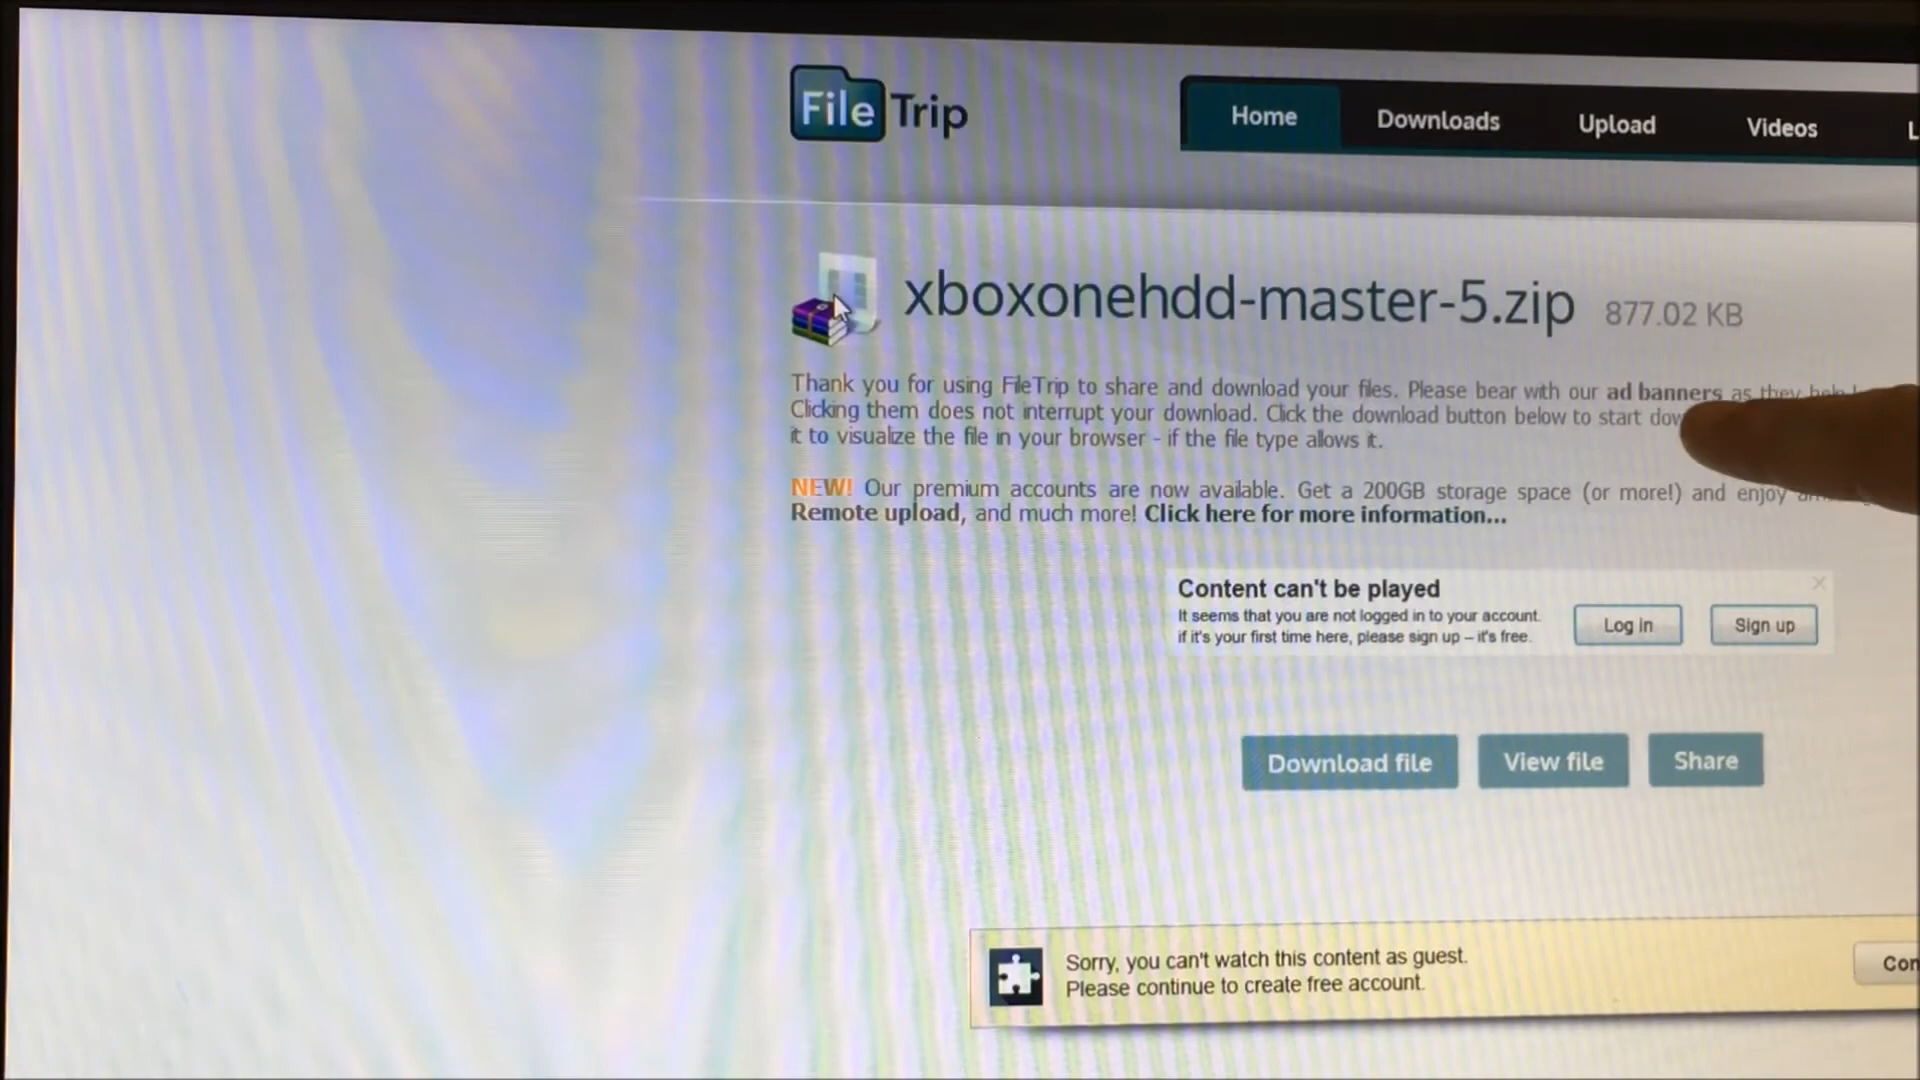 File Trip
Home Downloads Upload Videos L
xboxonehdd-master-5.zip 877.02 KB
Thank you for using FileTrip to share and download your files. Please bear with our ad banners as they help
Clicking them does not interrupt your download. Click the download button below to start dow
it to visualize the file in your browser - if the file type allows it.
NEW! Our premium accounts are now available. Get a 200GB storage space (or more!) and enjoy
Remote upload, and much more! Click here for more information...
Content can't be played
It seems that you are not logged in to your account.
if it's your first time here, please sign up – it's free.
Log in Sign up
Download file View file Share
Sorry, you can't watch this content as guest.
Please continue to create free account.
Con